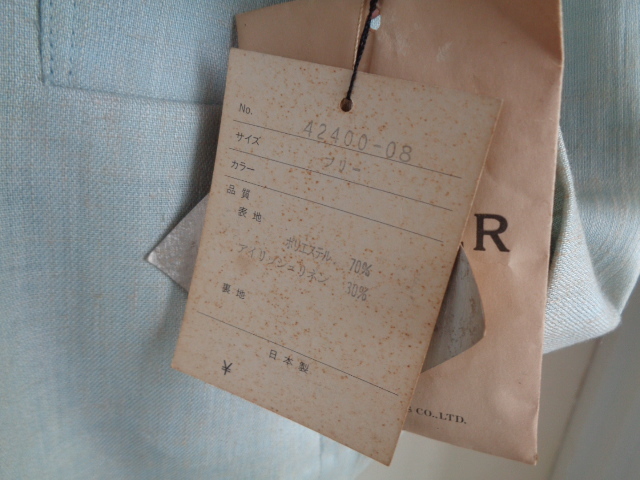 No. 42400-08
サイズ フリー
カラー
品質
表地
ポリエステル 70%
アイリッシュリネン 30%
裏地
日本製
R
CO.,LTD.